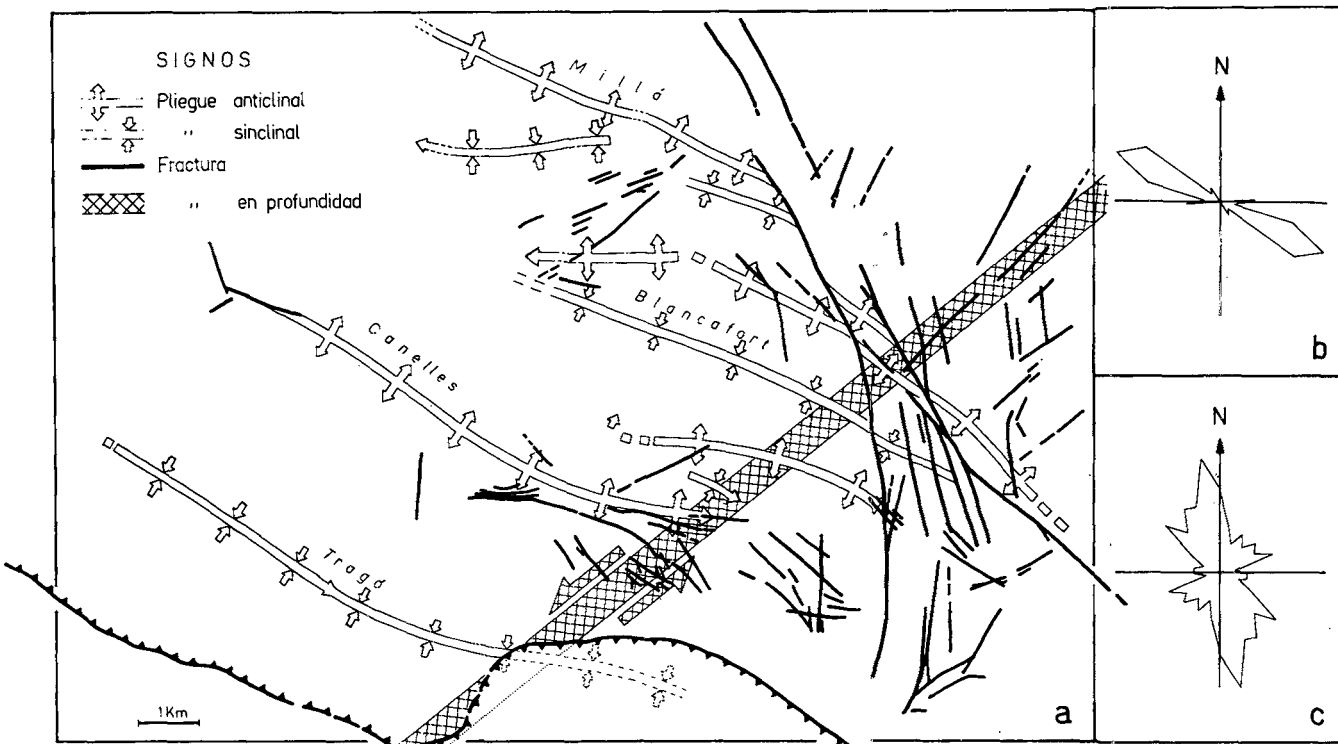 SIGNOS
Pliegue anticlinal
" sinclinal
Fractura
" en profundidad
Milló
Blancafort
Canelles
Tragó
1Km
a
N
b
N
c